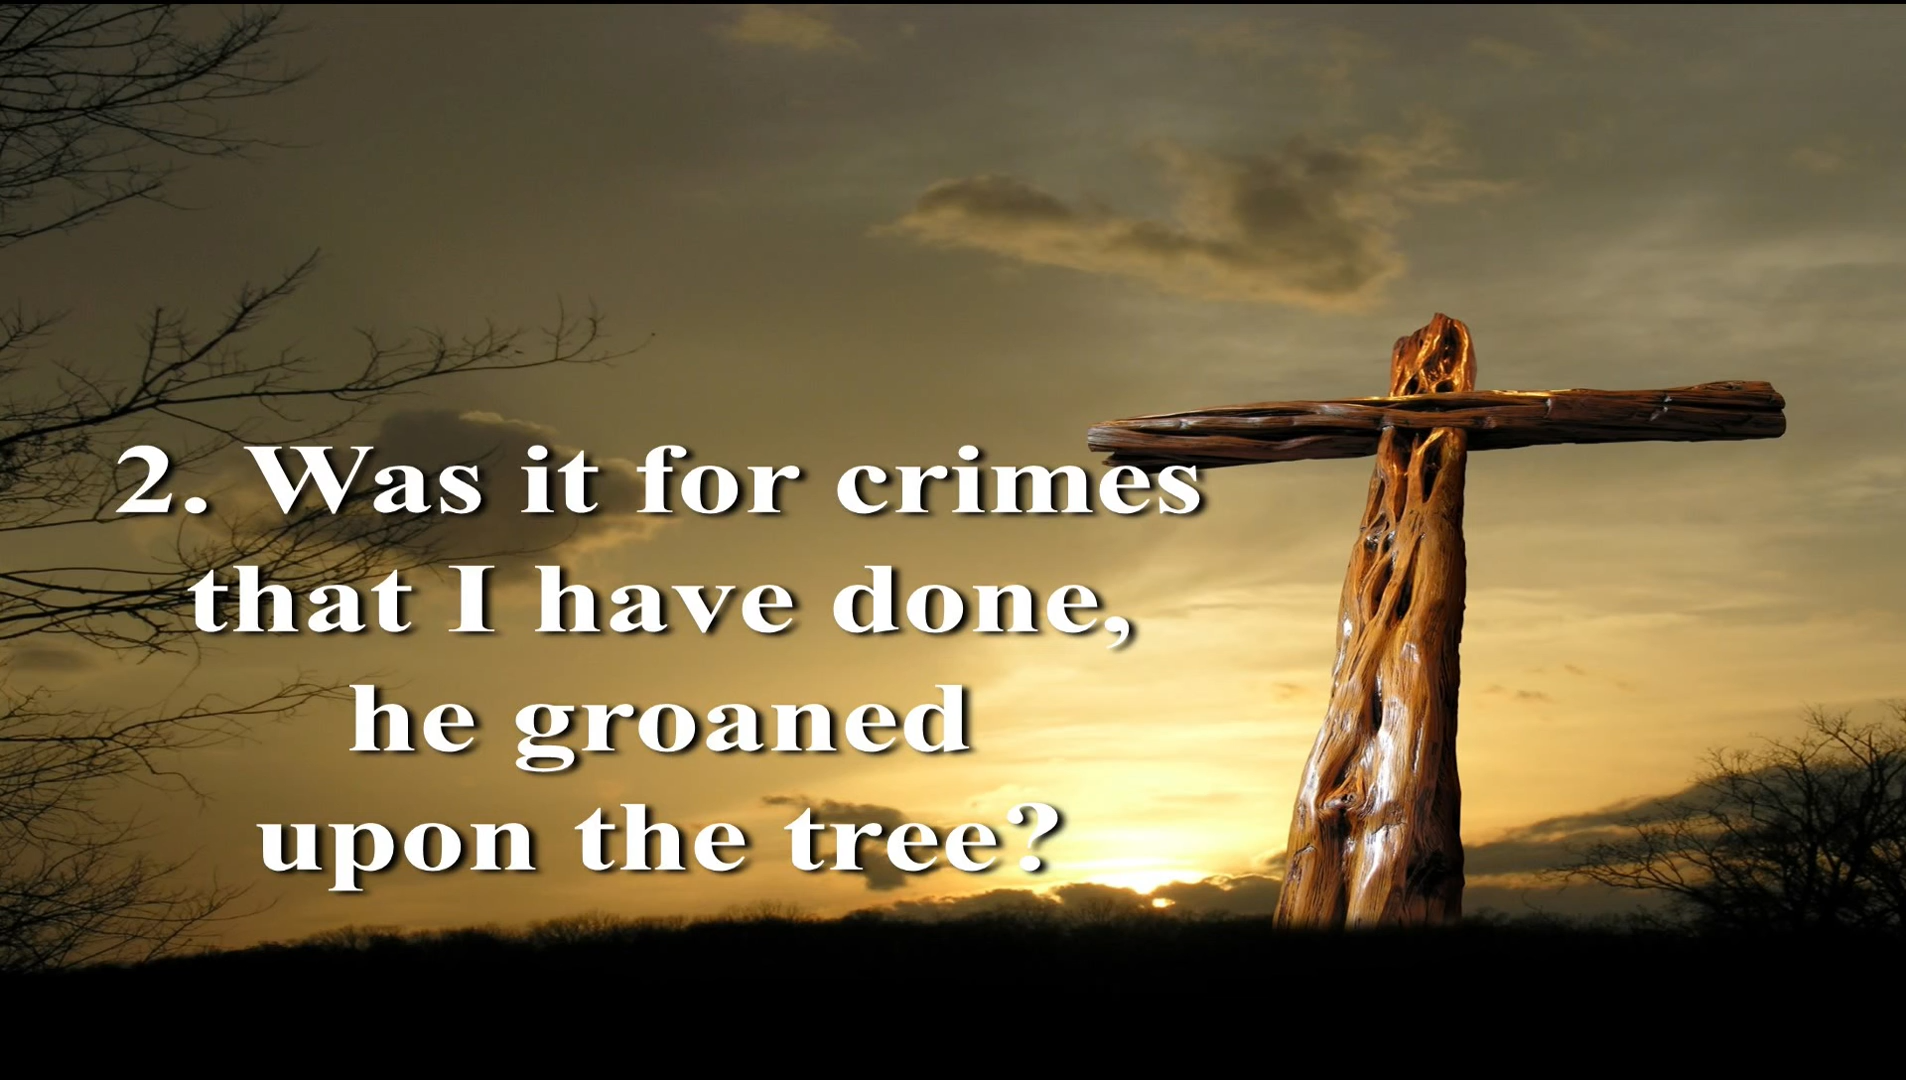 2. Was it for crimes
that I have done,
he groaned
upon the tree?